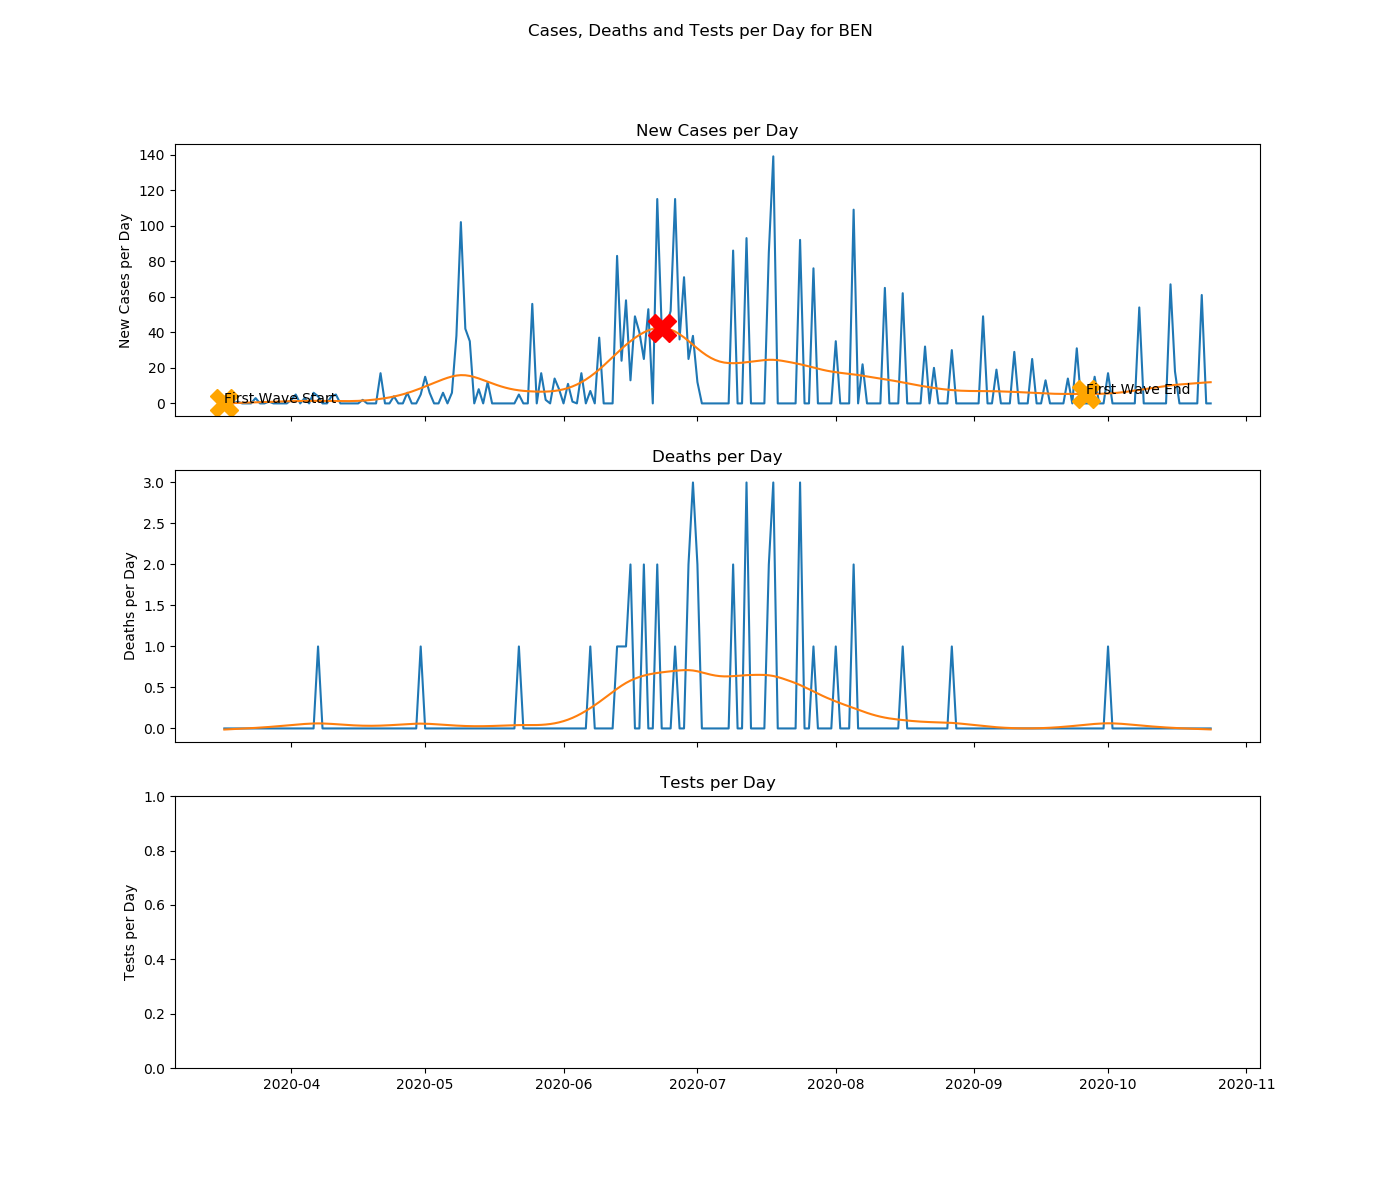 Cases, Deaths and Tests per Day for BEN
New Cases per Day
New Cases per Day
140
120
100
80
60
40
20
0
First Wave Start
First Wave End
Deaths per Day
Deaths per Day
3.0
2.5
2.0
1.5
1.0
0.5
0.0
Tests per Day
Tests per Day
1.0
0.8
0.6
0.4
0.2
0.0
2020-04 2020-05 2020-06 2020-07 2020-08 2020-09 2020-10 2020-11